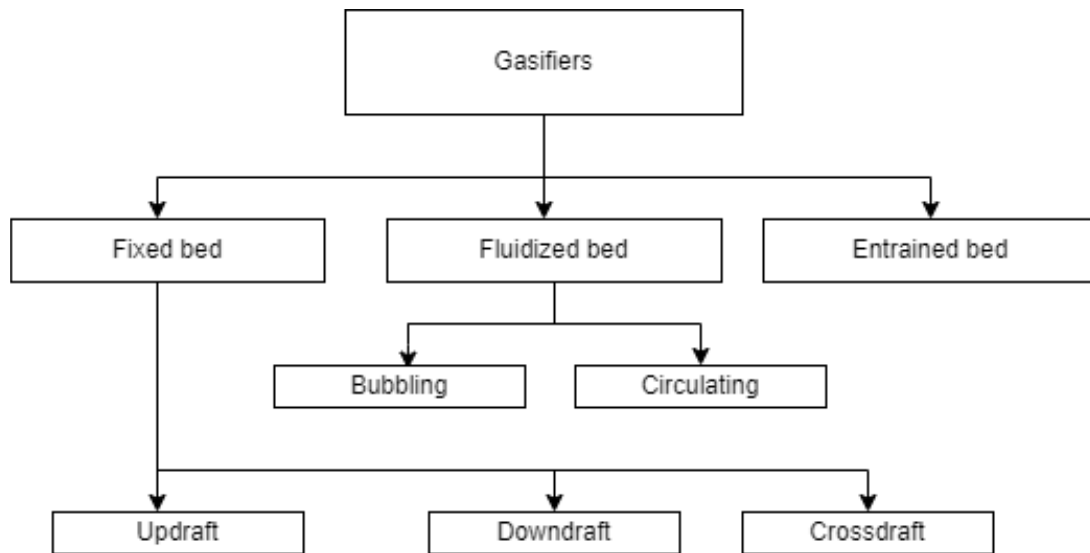 Gasifiers
Fixed bed
Fluidized bed
Entrained bed
Bubbling
Circulating
Updraft
Downdraft
Crossdraft